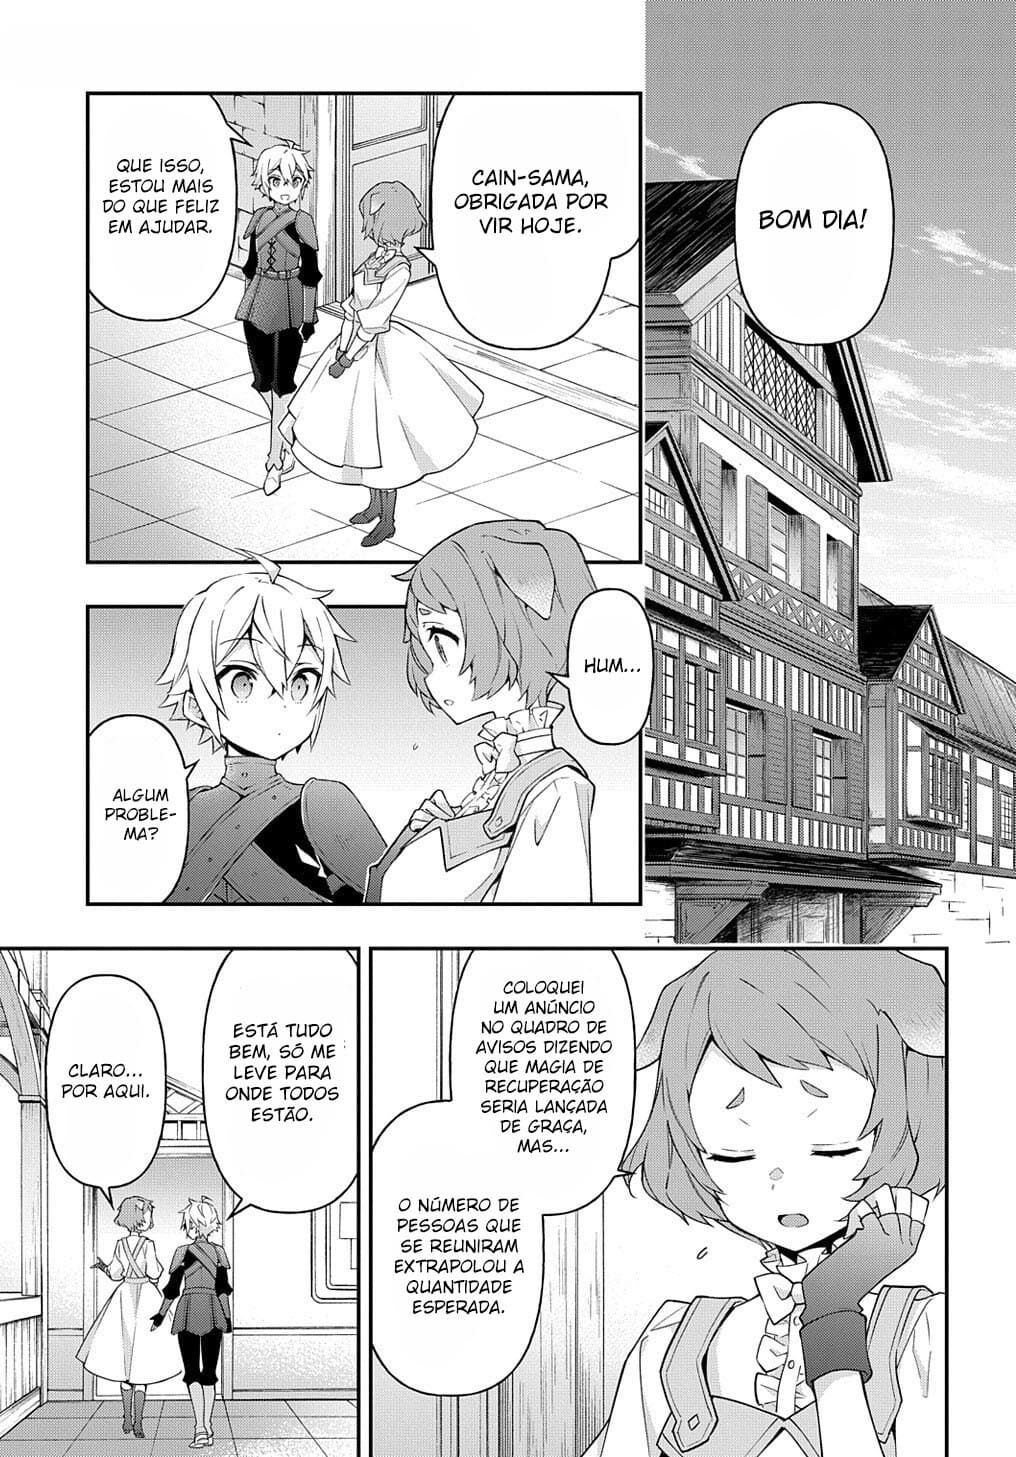 BOM DIA!
CAIN-SAMA,
OBRIGADA POR
VIR HOJE.
QUE ISSO,
ESTOU MAIS
DO QUE FELIZ
EM AJUDAR.
HUM...
ALGUM
PROBLE-
MA?
COLOQUEI
UM ANÚNCIO
NO QUADRO DE
AVISOS DIZENDO
QUE MAGIA DE
RECUPERAÇÃO
SERIA LANÇADA
DE GRAÇA,
MAS...
O NÚMERO DE
PESSOAS QUE
SE REUNIRAM
EXTRAPOLOU A
QUANTIDADE
ESPERADA.
ESTÁ TUDO
BEM, SÓ ME
LEVE PARA
ONDE TODOS
ESTÃO.
CLARO...
POR AQUI.